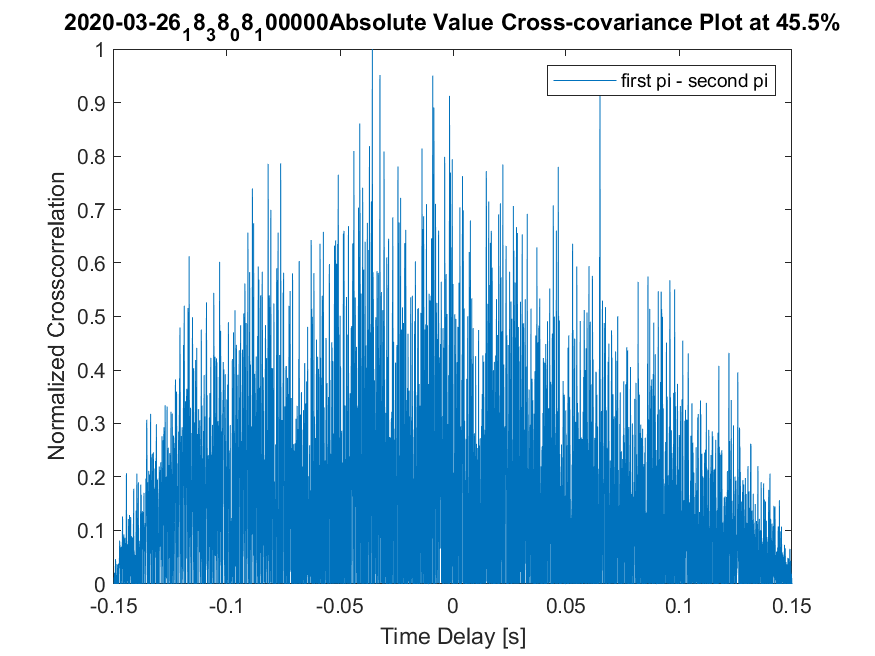 2020-03-26₁8₃8₀8₁00000Absolute Value Cross-covariance Plot at 45.5%
1
first pi - second pi
0.9
0.8
0.7
0.6
0.5
0.4
0.3
0.2
0.1
0
Normalized Crosscorrelation
-0.15 -0.1 -0.05 0 0.05 0.1 0.15
Time Delay [s]